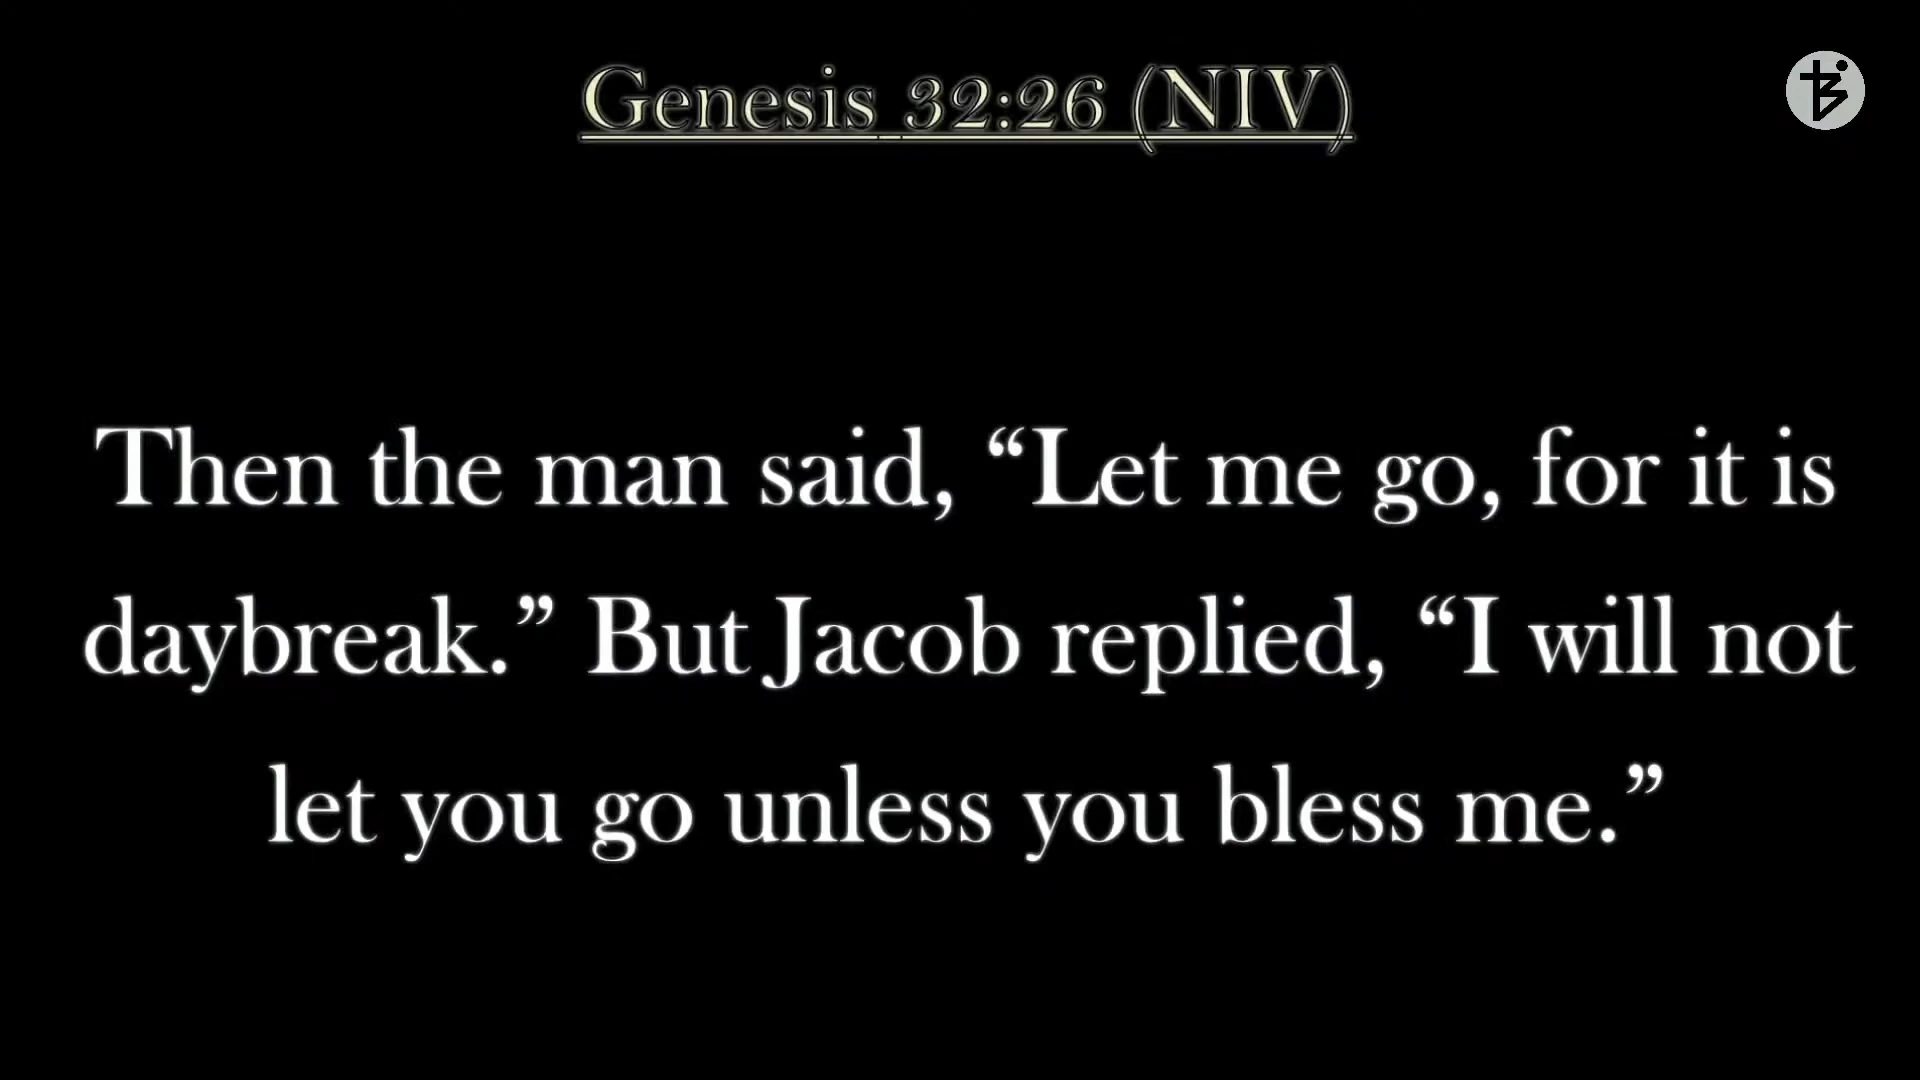 Genesis 32:26 (NIV)
Then the man said, “Let me go, for it is
daybreak.” But Jacob replied, “I will not
let you go unless you bless me.”